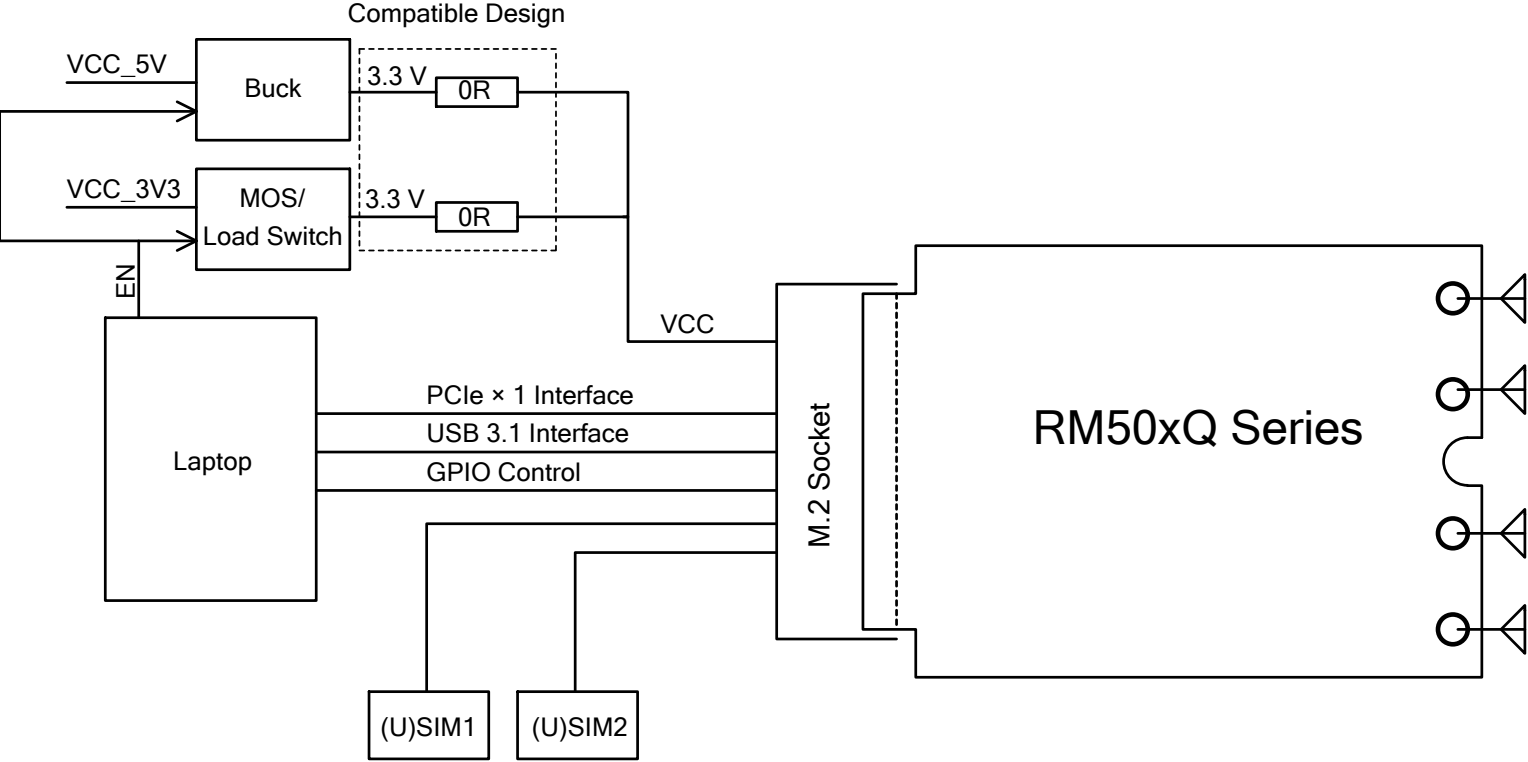 Compatible Design
VCC_5V
Buck
3.3 V
0R
VCC_3V3
MOS/
Load Switch
3.3 V
0R
EN
VCC
PCIe × 1 Interface
USB 3.1 Interface
GPIO Control
Laptop
M.2 Socket
RM50xQ Series
(U)SIM1
(U)SIM2